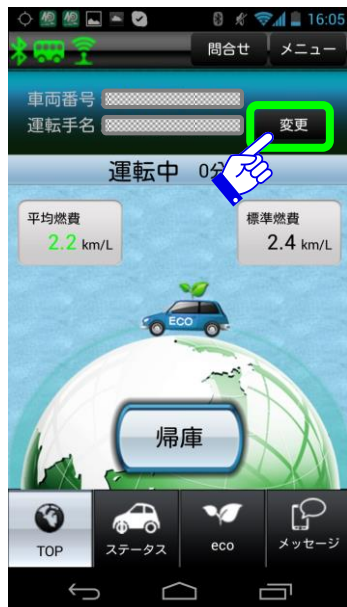 16:05
問合せ メニュー
車両番号
運転手名
変更
運転中 0分
平均燃費
2.2 km/L
標準燃費
2.4 km/L
ECO
帰庫
TOP ステータス eco メッセージ